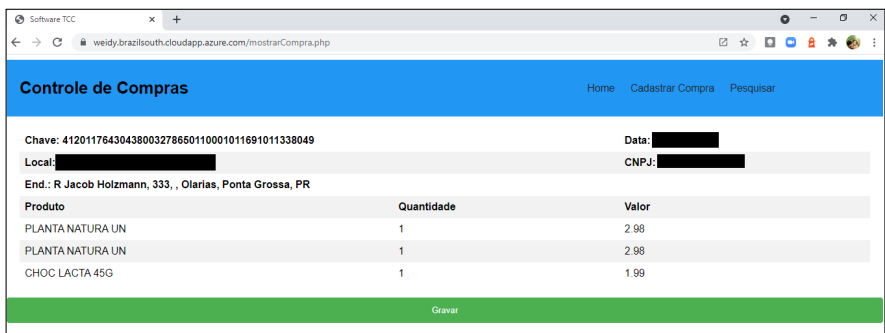 Software TCC
weidy.brazilsouth.cloudapp.azure.com/mostrarCompra.php
Controle de Compras Home Cadastrar Compra Pesquisar
Chave: 41201176430438003278650110001011691011338049 Data:
Local: CNPJ:
End.: R Jacob Holzmann, 333, , Olarias, Ponta Grossa, PR
Produto Quantidade Valor
PLANTA NATURA UN 1 2.98
PLANTA NATURA UN 1 2.98
CHOC LACTA 45G 1 1.99
Gravar